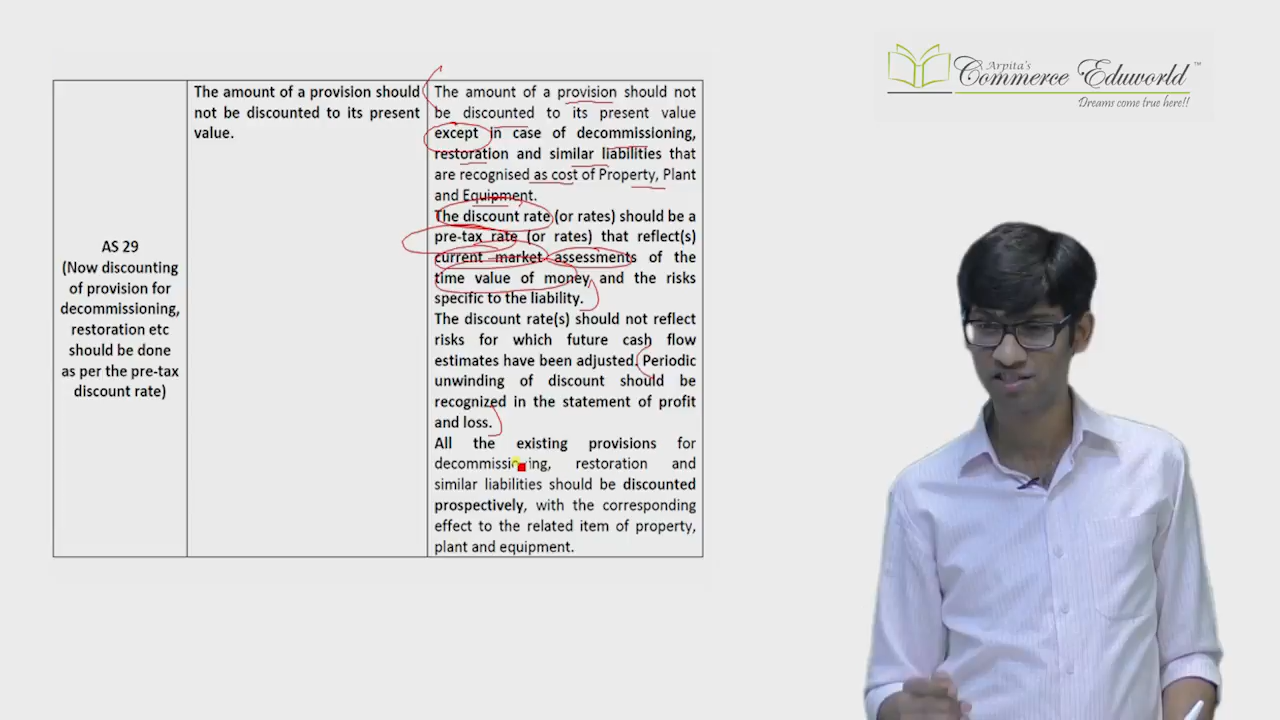 Arpita's
Commerce Eduworld™
Dreams come true here!!
AS 29
(Now discounting
of provision for
decommissioning,
restoration etc
should be done
as per the pre-tax
discount rate)
The amount of a provision should
not be discounted to its present
value.
The amount of a provision should not
be discounted to its present value
except in case of decommissioning,
restoration and similar liabilities that
are recognised as cost of Property, Plant
and Equipment.
The discount rate (or rates) should be a
pre-tax rate (or rates) that reflect(s)
current market assessments of the
time value of money and the risks
specific to the liability.
The discount rate(s) should not reflect
risks for which future cash flow
estimates have been adjusted. Periodic
unwinding of discount should be
recognized in the statement of profit
and loss.
All the existing provisions for
decommissioning, restoration and
similar liabilities should be discounted
prospectively, with the corresponding
effect to the related item of property,
plant and equipment.